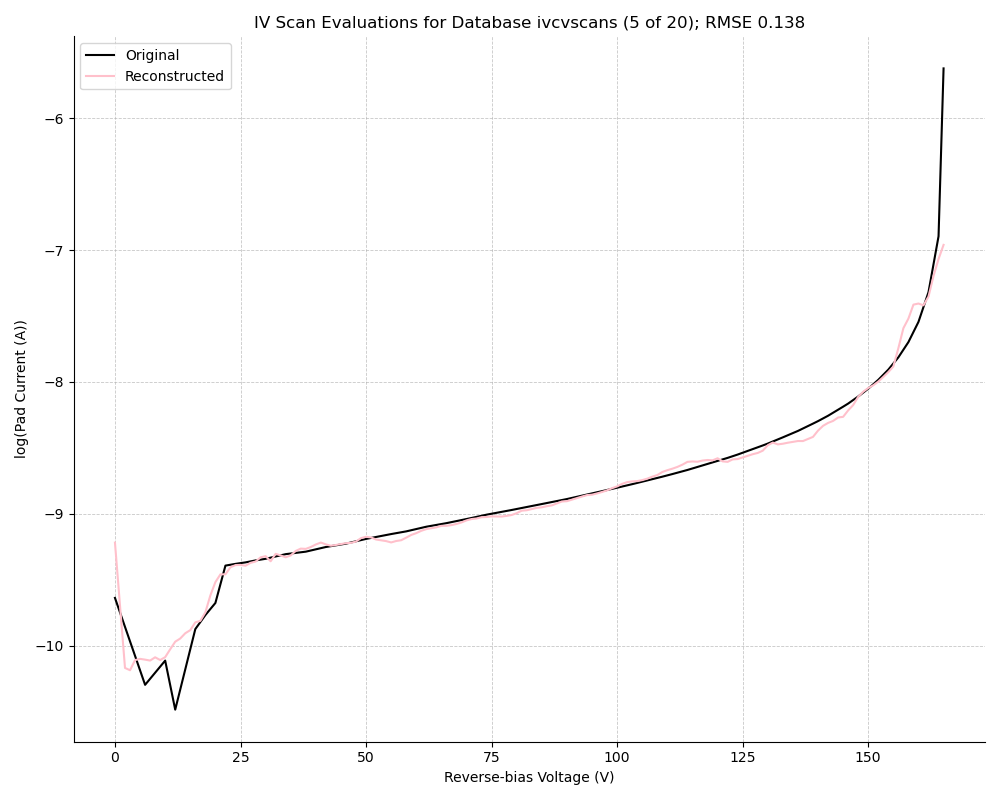 IV Scan Evaluations for Database ivcvscans (5 of 20); RMSE 0.138
Original
Reconstructed
−6
−7
−8
−9
−10
log(Pad Current (A))
0
25
50
75
100
125
150
Reverse-bias Voltage (V)